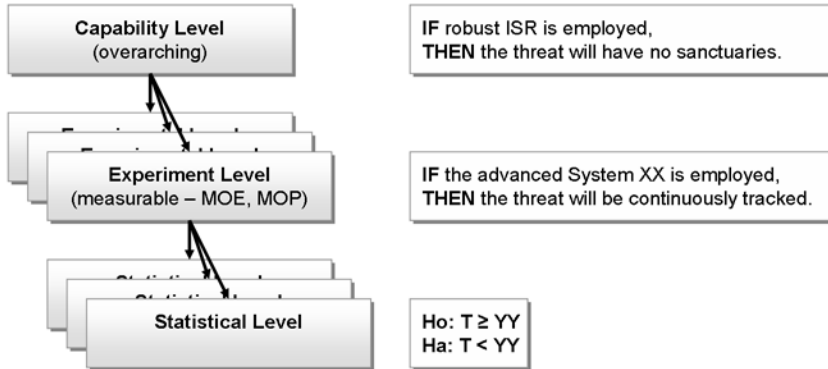 Capability Level
(overarching)
IF robust ISR is employed,
THEN the threat will have no sanctuaries.
Experiment Level
(measurable – MOE, MOP)
IF the advanced System XX is employed,
THEN the threat will be continuously tracked.
Statistical Level
Ho: T ≥ YY
Ha: T < YY